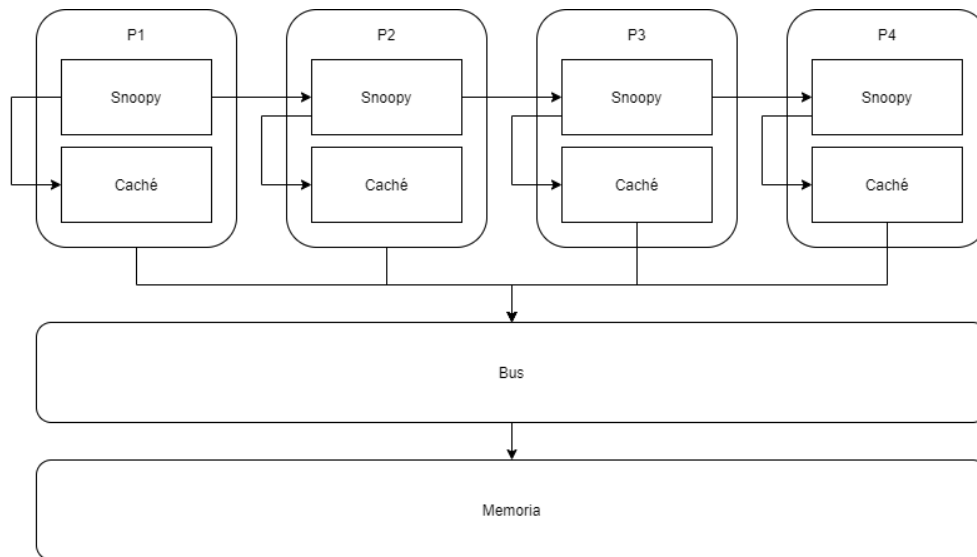 P1
P2
P3
P4
Snoopy
Snoopy
Snoopy
Snoopy
Caché
Caché
Caché
Caché
Bus
Memoria